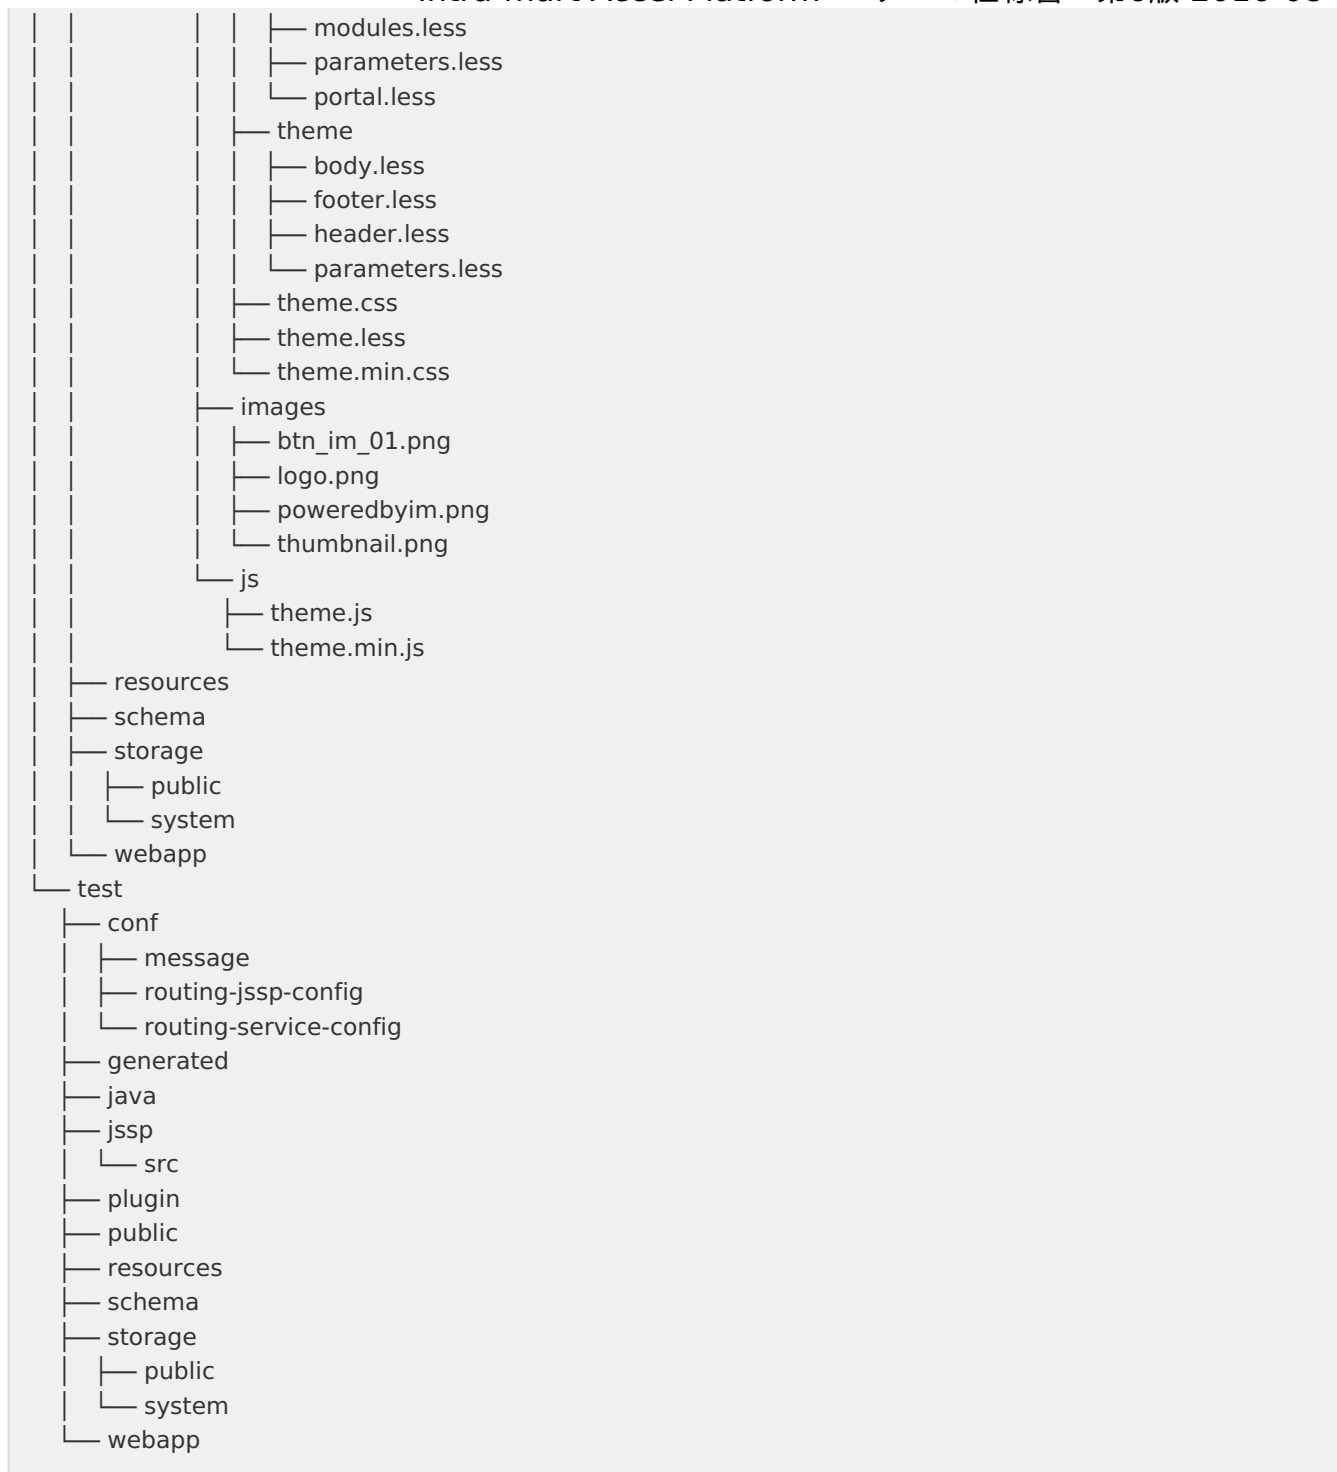 │ │ │ │ ├── modules.less
│ │ │ │ ├── parameters.less
│ │ │ │ └── portal.less
│ │ │ ├── theme
│ │ │ │ ├── body.less
│ │ │ │ ├── footer.less
│ │ │ │ ├── header.less
│ │ │ │ └── parameters.less
│ │ │ ├── theme.css
│ │ │ ├── theme.less
│ │ │ └── theme.min.css
│ │ ├── images
│ │ │ ├── btn_im_01.png
│ │ │ ├── logo.png
│ │ │ ├── poweredbyim.png
│ │ │ └── thumbnail.png
│ │ └── js
│ │ ├── theme.js
│ │ └── theme.min.js
│ ├── resources
│ ├── schema
│ ├── storage
│ │ ├── public
│ │ └── system
│ └── webapp
└── test
├── conf
│ ├── message
│ ├── routing-jssp-config
│ └── routing-service-config
├── generated
├── java
├── jssp
│ └── src
├── plugin
├── public
├── resources
├── schema
├── storage
│ ├── public
│ └── system
└── webapp